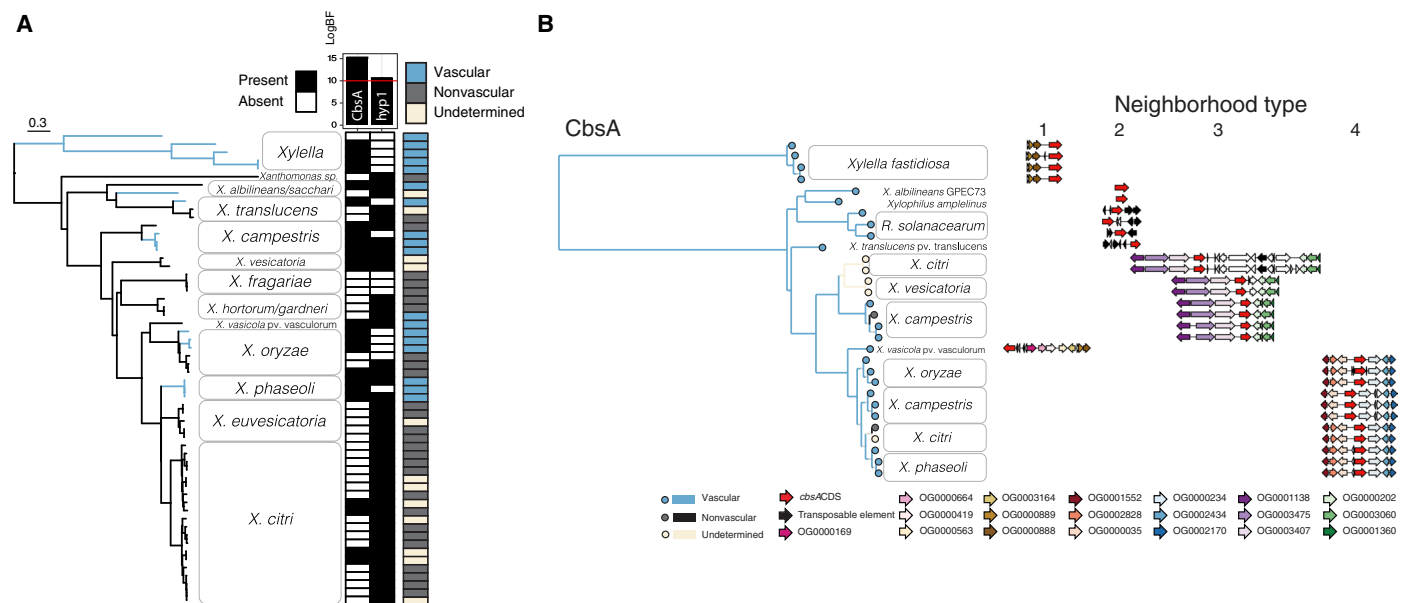 A
LogBF
15
10
5
0
Present
Absent
CbsA
hyp1
Vascular
Nonvascular
Undetermined
0.3
Xylella
Xanthomonas sp.
X. albilineans/sacchari
X. translucens
X. campestris
X. vesicatoria
X. fragariae
X. hortorum/gardneri
X. vasicola pv. vasculorum
X. oryzae
X. phaseoli
X. euvesicatoria
X. citri
B
CbsA
Neighborhood type
1 2 3 4
Xylella fastidiosa
X. albilineans GPEC73
Xylophilus amplelinus
R. solanacearum
X. translucens pv. translucens
X. citri
X. vesicatoria
X. campestris
X. vasicola pv. vasculorum
X. oryzae
X. campestris
X. citri
X. phaseoli
Vascular
Nonvascular
Undetermined
cbsA CDS
Transposable element
OG0000169
OG0000664
OG0000419
OG0000563
OG0003164
OG0000889
OG0000888
OG0001552
OG0002828
OG0000035
OG0000234
OG0002434
OG0002170
OG0001138
OG0003475
OG0003407
OG0000202
OG0003060
OG0001360